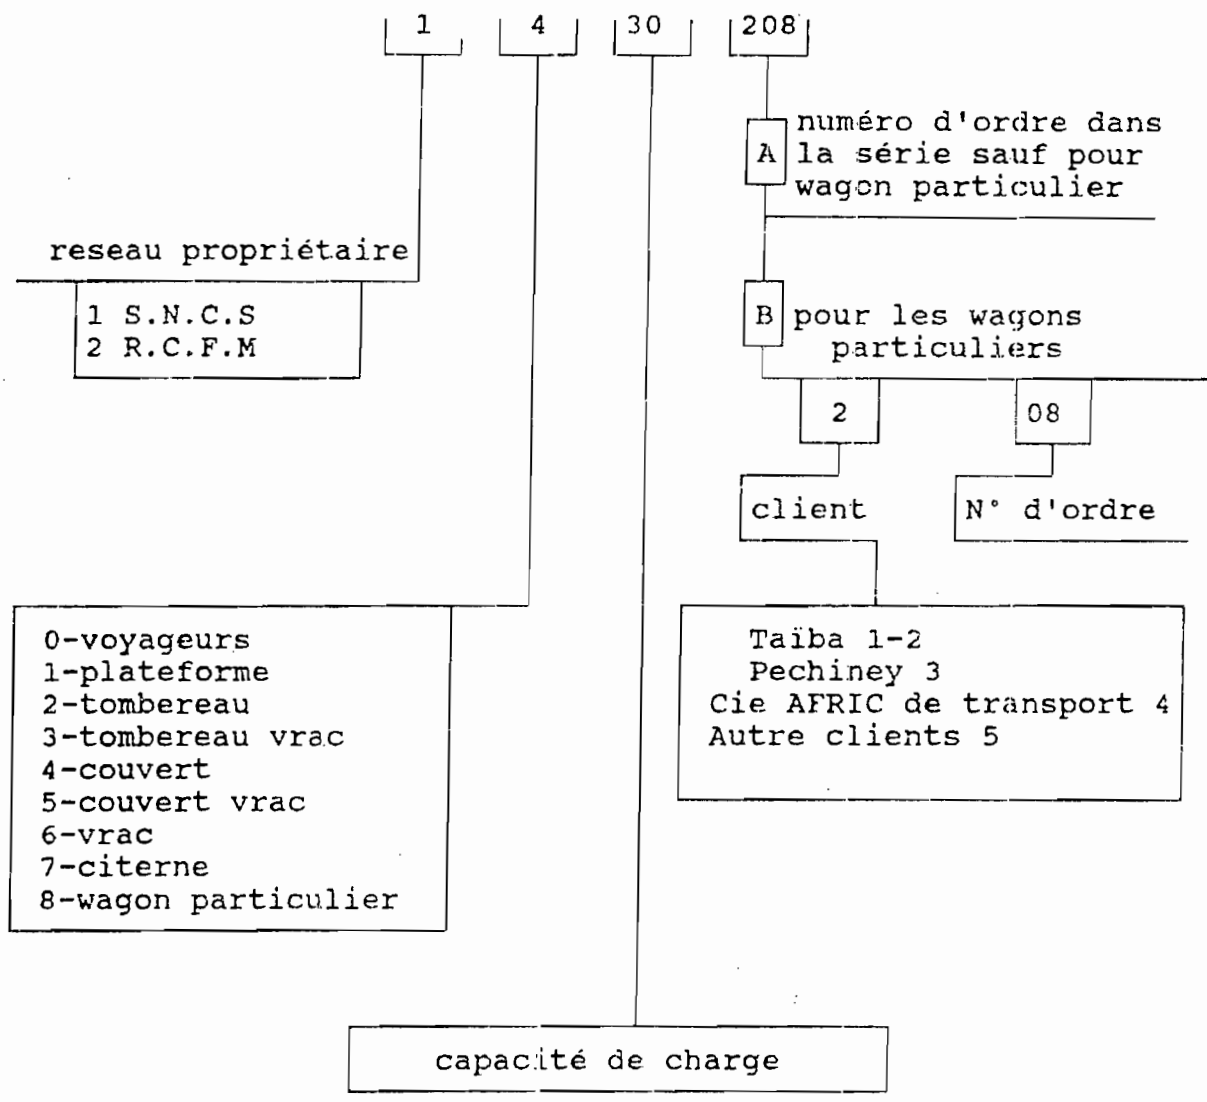 1 4 30 208
numéro d'ordre dans
A la série sauf pour
wagon particulier
reseau propriétaire
1 S.N.C.S
2 R.C.F.M
B pour les wagons
particuliers
2 08
client N° d'ordre
0-voyageurs
1-plateforme
2-tombereau
3-tombereau vrac
4-couvert
5-couvert vrac
6-vrac
7-citerne
8-wagon particulier
Taïba 1-2
Pechiney 3
Cie AFRIC de transport 4
Autre clients 5
capacité de charge